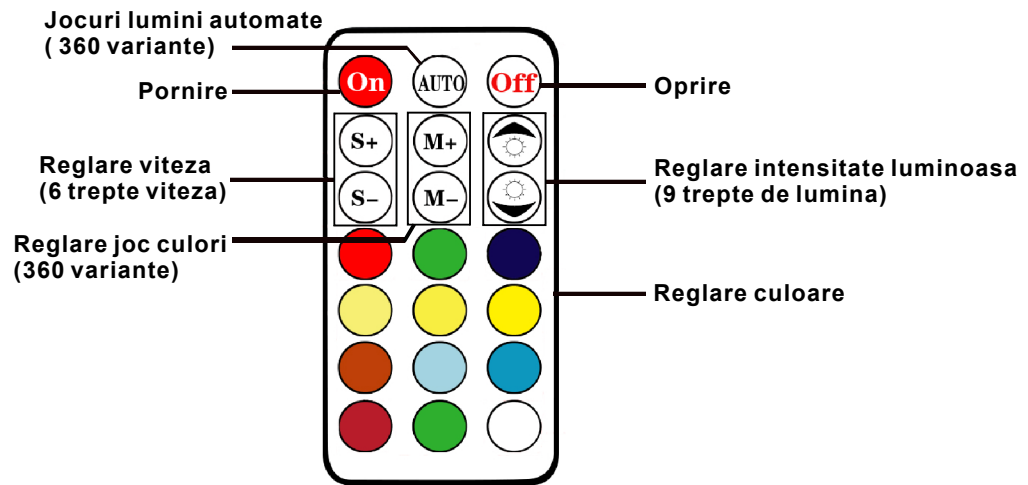 Jocuri lumini automate
( 360 variante)
On
AUTO
Off
Pornire
Oprire
S+
M+
Reglare viteza
(6 trepte viteza)
Reglare intensitate luminoasa
(9 trepte de lumina)
S–
M–
Reglare joc culori
(360 variante)
Reglare culoare